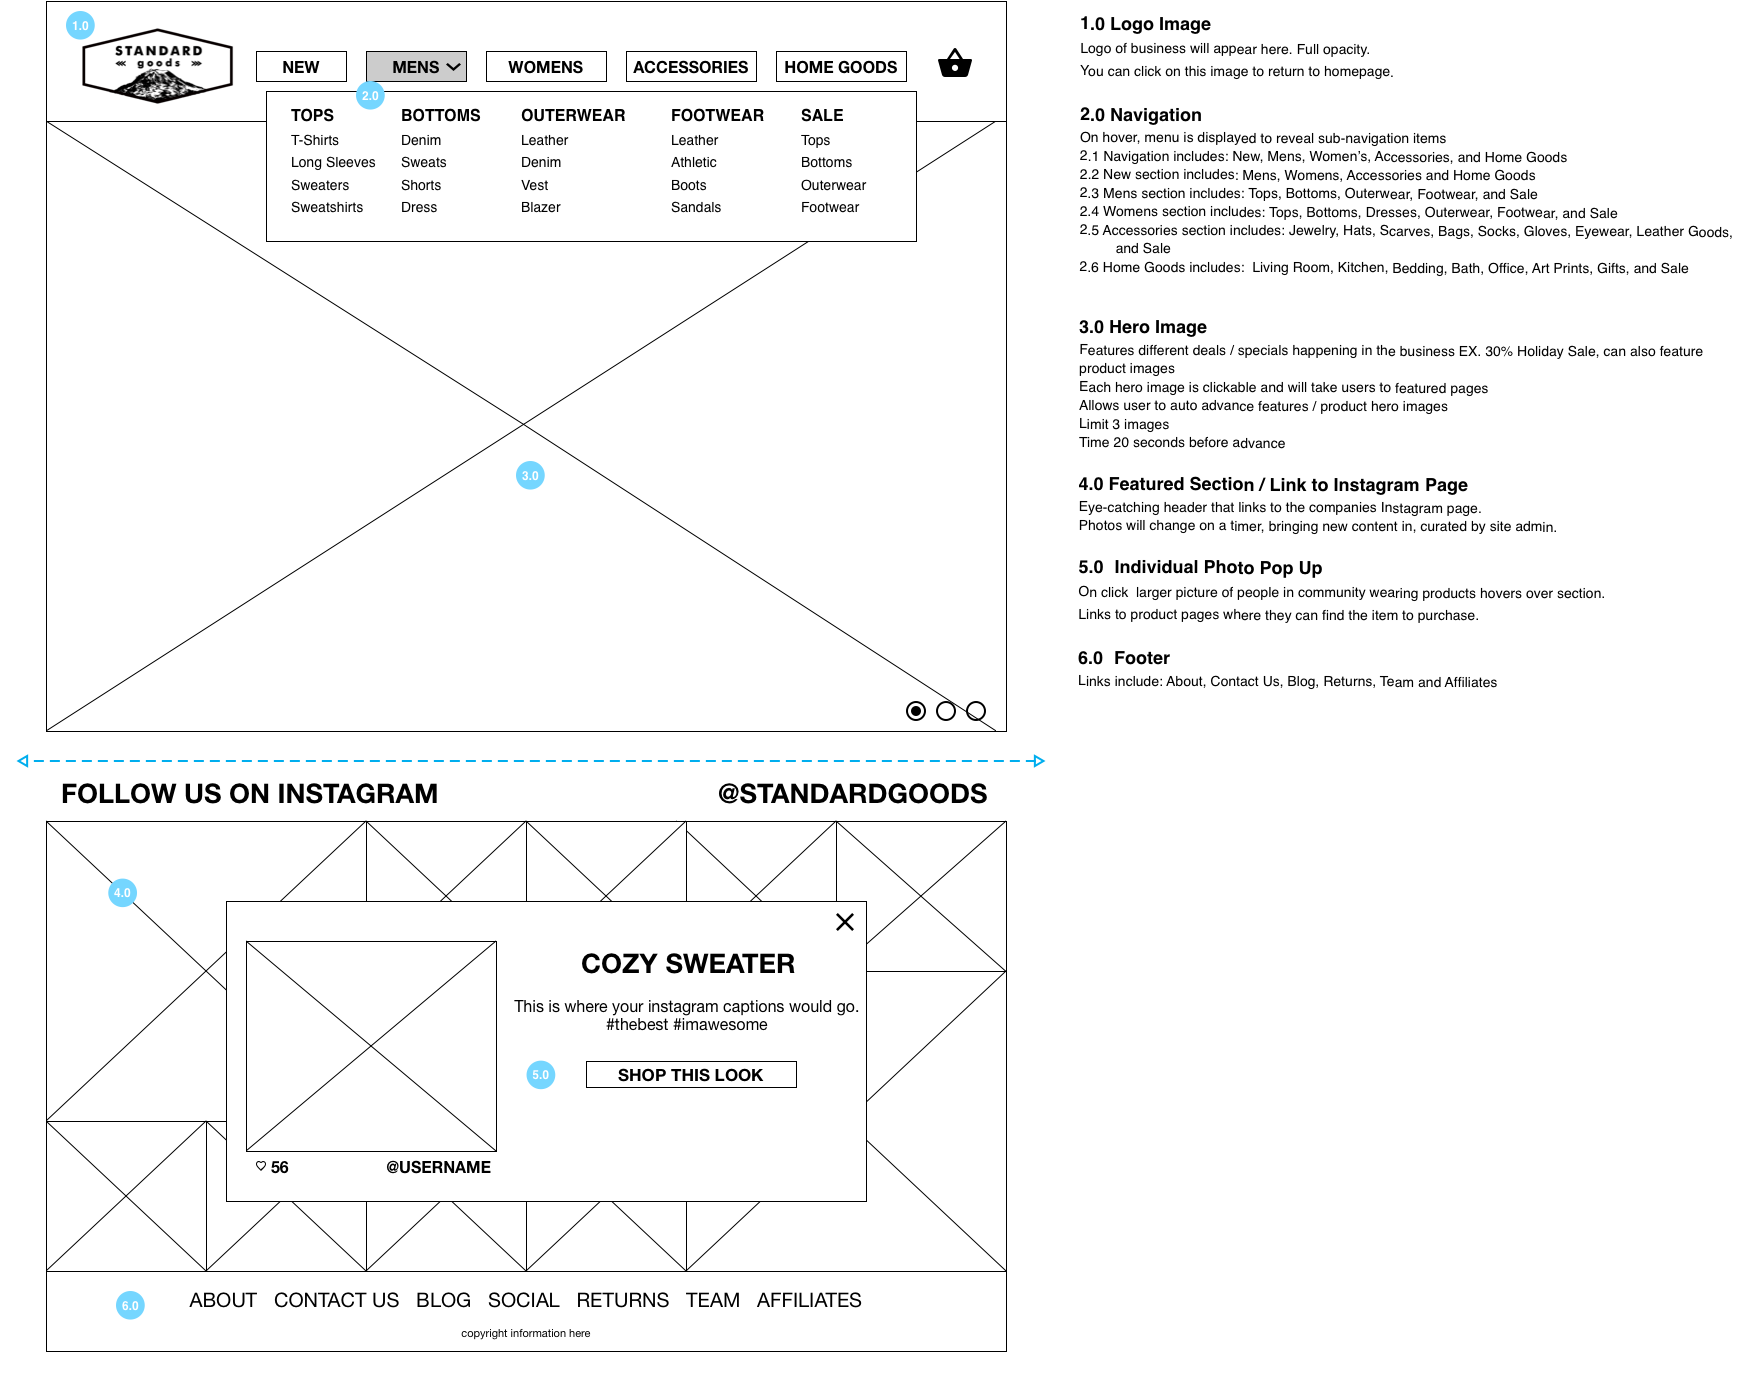 1.0
STANDARD
goods
NEW
MENS
WOMENS
ACCESSORIES
HOME GOODS
2.0
TOPS
T-Shirts
Long Sleeves
Sweaters
Sweatshirts
BOTTOMS
Denim
Sweats
Shorts
Dress
OUTERWEAR
Leather
Denim
Vest
Blazer
FOOTWEAR
Leather
Athletic
Boots
Sandals
SALE
Tops
Bottoms
Outerwear
Footwear
3.0
FOLLOW US ON INSTAGRAM
@STANDARDGOODS
4.0
COZY SWEATER
This is where your instagram captions would go.
#thebest #imawesome
5.0
SHOP THIS LOOK
♡ 56
@USERNAME
6.0
ABOUT CONTACT US BLOG SOCIAL RETURNS TEAM AFFILIATES
copyright information here
1.0 Logo Image
Logo of business will appear here. Full opacity.
You can click on this image to return to homepage.
2.0 Navigation
On hover, menu is displayed to reveal sub-navigation items
2.1 Navigation includes: New, Mens, Women's, Accessories, and Home Goods
2.2 New section includes: Mens, Womens, Accessories and Home Goods
2.3 Mens section includes: Tops, Bottoms, Outerwear, Footwear, and Sale
2.4 Womens section includes: Tops, Bottoms, Dresses, Outerwear, Footwear, and Sale
2.5 Accessories section includes: Jewelry, Hats, Scarves, Bags, Socks, Gloves, Eyewear, Leather Goods,
and Sale
2.6 Home Goods includes: Living Room, Kitchen, Bedding, Bath, Office, Art Prints, Gifts, and Sale
3.0 Hero Image
Features different deals / specials happening in the business EX. 30% Holiday Sale, can also feature
product images
Each hero image is clickable and will take users to featured pages
Allows user to auto advance features / product hero images
Limit 3 images
Time 20 seconds before advance
4.0 Featured Section / Link to Instagram Page
Eye-catching header that links to the companies Instagram page.
Photos will change on a timer, bringing new content in, curated by site admin.
5.0 Individual Photo Pop Up
On click larger picture of people in community wearing products hovers over section.
Links to product pages where they can find the item to purchase.
6.0 Footer
Links include: About, Contact Us, Blog, Returns, Team and Affiliates